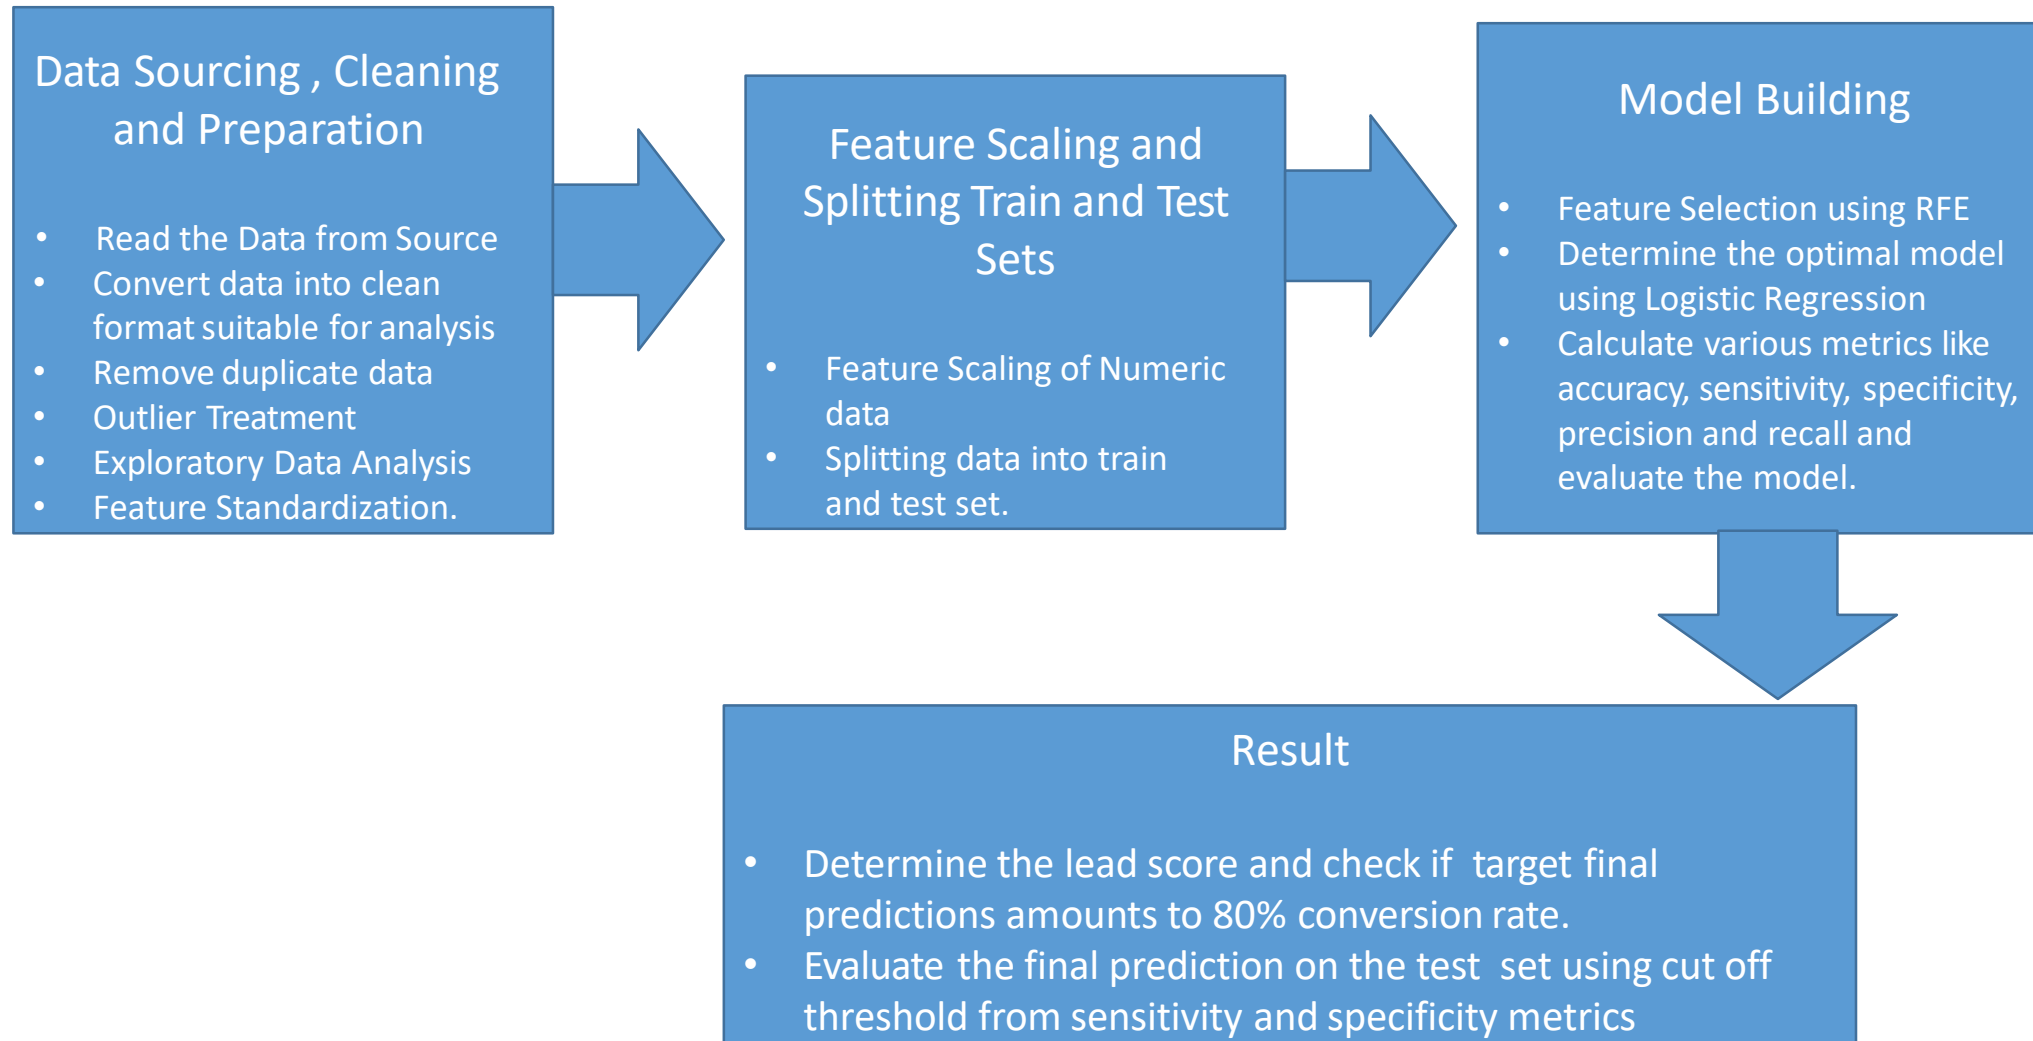 Data Sourcing , Cleaning
and Preparation
• Read the Data from Source
• Convert data into clean
format suitable for analysis
• Remove duplicate data
• Outlier Treatment
• Exploratory Data Analysis
• Feature Standardization.
Feature Scaling and
Splitting Train and Test
Sets
• Feature Scaling of Numeric
data
• Splitting data into train
and test set.
Model Building
• Feature Selection using RFE
• Determine the optimal model
using Logistic Regression
• Calculate various metrics like
accuracy, sensitivity, specificity,
precision and recall and
evaluate the model.
Result
• Determine the lead score and check if target final
predictions amounts to 80% conversion rate.
• Evaluate the final prediction on the test set using cut off
threshold from sensitivity and specificity metrics